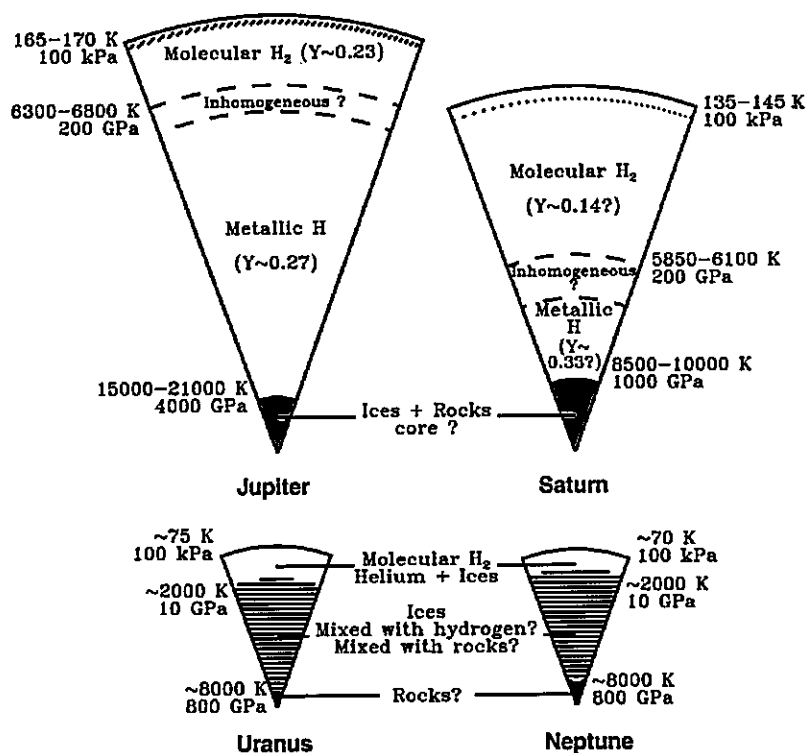 165-170 K
100 kPa
Molecular H₂ (Y~0.23)
6300-6800 K
200 GPa
Inhomogeneous ?
Metallic H
(Y~0.27)
15000-21000 K
4000 GPa
135-145 K
100 kPa
Molecular H₂
(Y~0.14?)
5850-6100 K
200 GPa
Inhomogeneous
?
Metallic
H
(Y~
0.33?)
8500-10000 K
1000 GPa
Ices + Rocks
core ?
Jupiter
Saturn
~75 K
100 kPa
Molecular H₂
Helium + Ices
~70 K
100 kPa
~2000 K
10 GPa
~2000 K
10 GPa
Ices
Mixed with hydrogen?
Mixed with rocks?
~8000 K
800 GPa
Rocks?
~8000 K
800 GPa
Uranus
Neptune